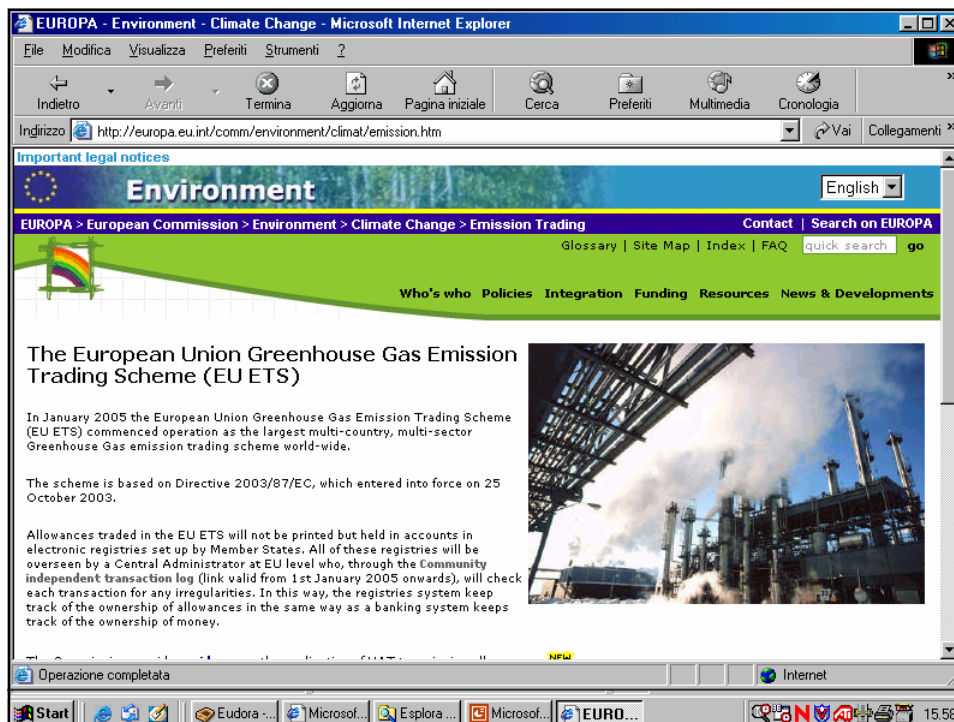 EUROPA - Environment - Climate Change - Microsoft Internet Explorer
File Modifica Visualizza Preferiti Strumenti ?
Indietro Avanti Termina Aggiorna Pagina iniziale Cerca Preferiti Multimedia Cronologia »
Indirizzo http://europa.eu.int/comm/environment/climat/emission.htm Vai Collegamenti »
Important legal notices
Environment English
EUROPA > European Commission > Environment > Climate Change > Emission Trading Contact | Search on EUROPA
Glossary | Site Map | Index | FAQ quick search go
Who's who Policies Integration Funding Resources News & Developments
The European Union Greenhouse Gas Emission
Trading Scheme (EU ETS)
In January 2005 the European Union Greenhouse Gas Emission Trading Scheme
(EU ETS) commenced operation as the largest multi-country, multi-sector
Greenhouse Gas emission trading scheme world-wide.
The scheme is based on Directive 2003/87/EC, which entered into force on 25
October 2003.
Allowances traded in the EU ETS will not be printed but held in accounts in
electronic registries set up by Member States. All of these registries will be
overseen by a Central Administrator at EU level who, through the Community
independent transaction log (link valid from 1st January 2005 onwards), will check
each transaction for any irregularities. In this way, the registries system keep
track of the ownership of allowances in the same way as a banking system keeps
track of the ownership of money.
NEW
Operazione completata Internet
Start Eudora -... Microsof... Esplora ... Microsof... EURO... 15.58